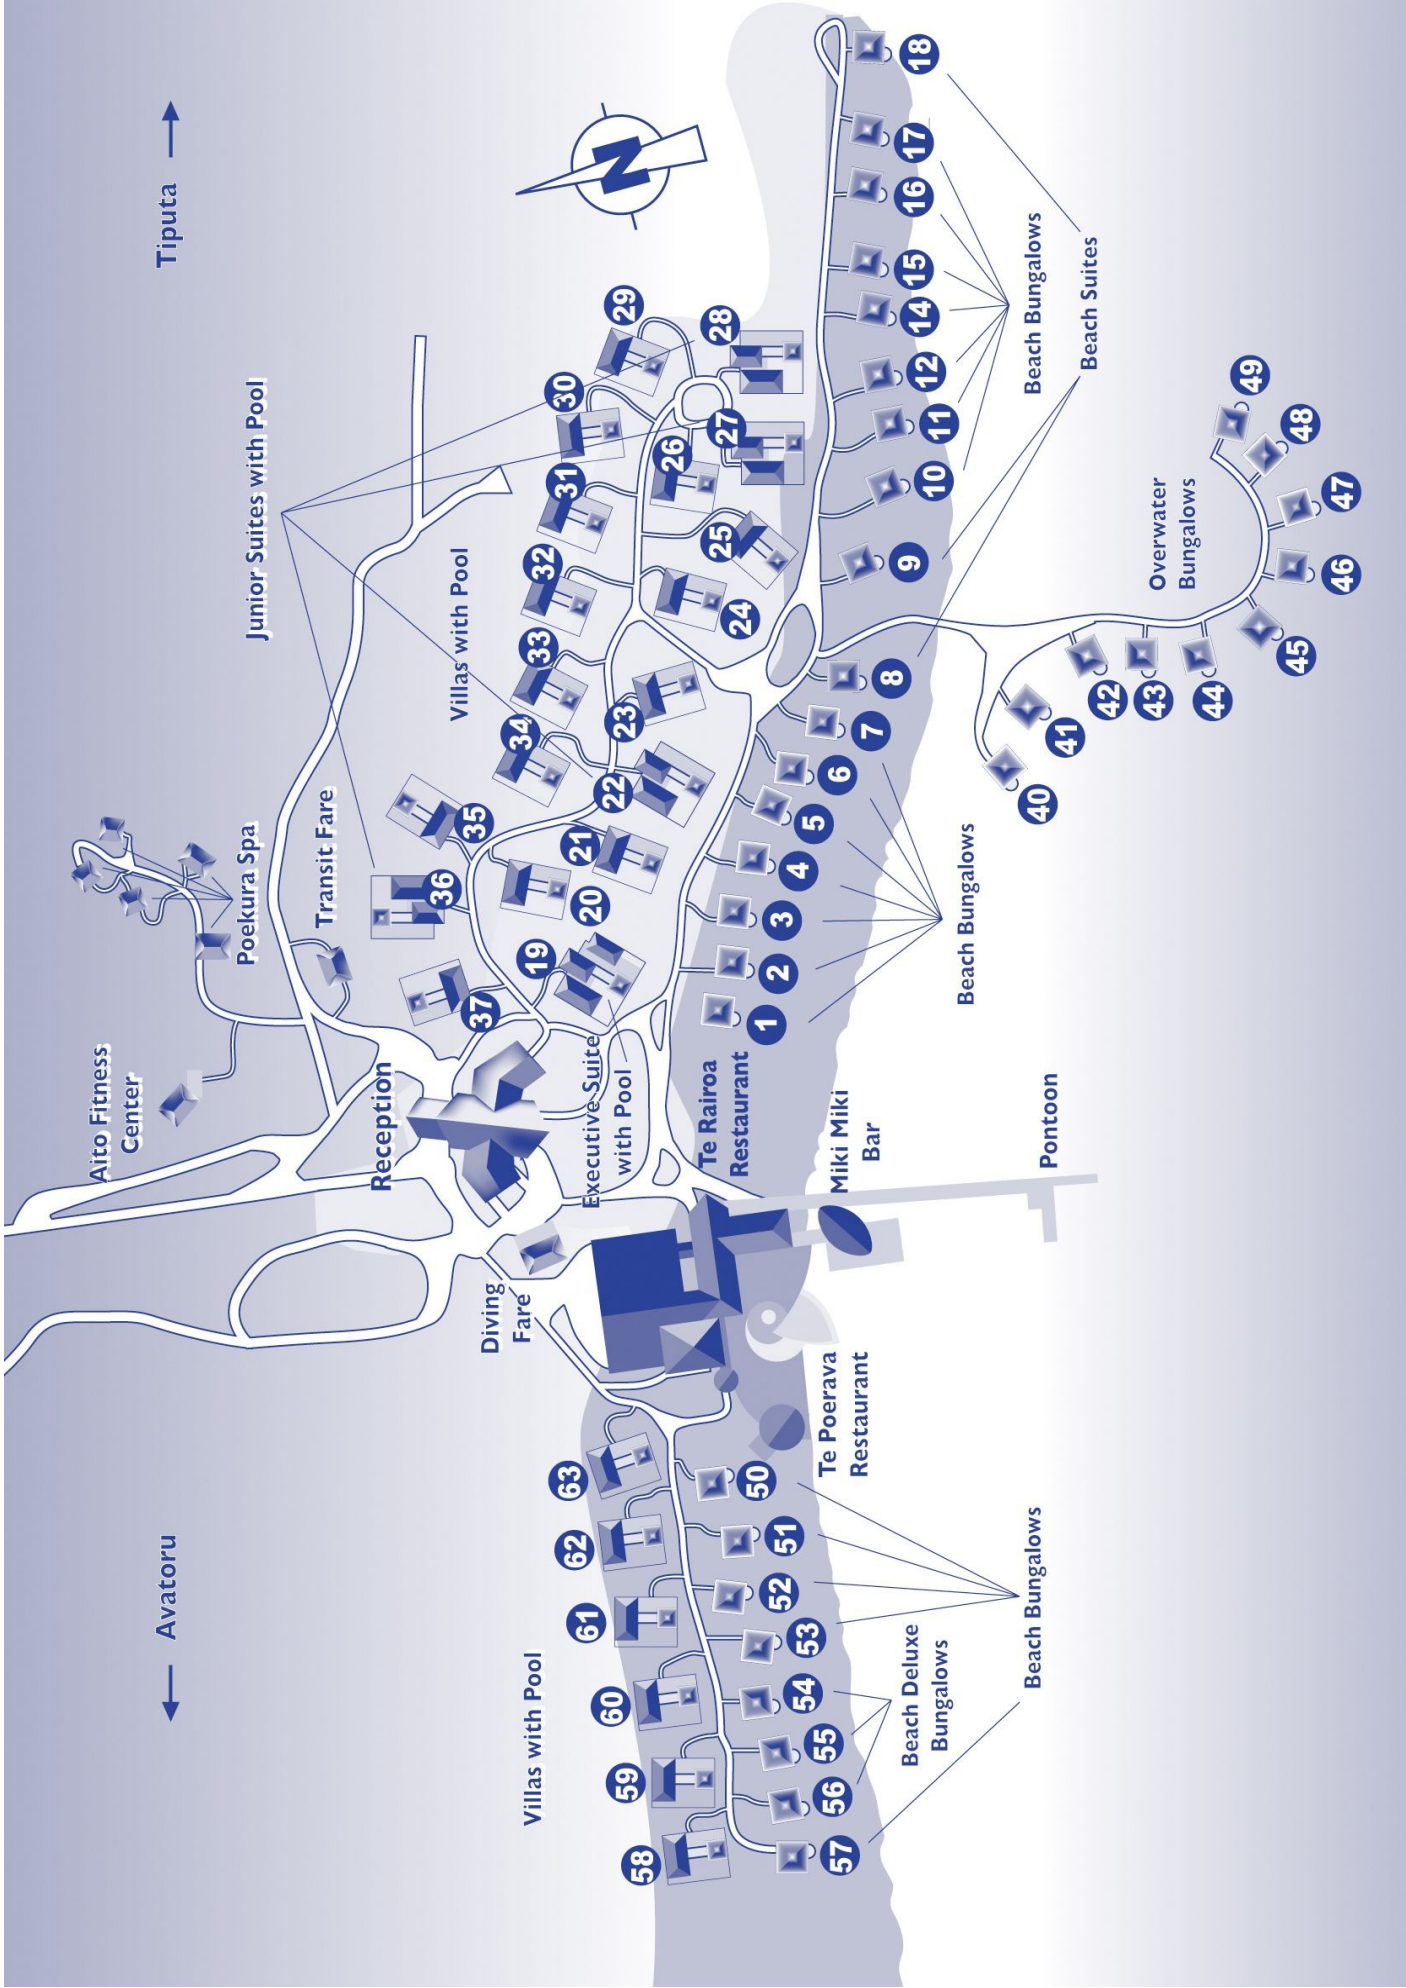 Avatoru
Tiputa
Aito Fitness
Center
Poekura Spa
Transit Fare
Junior Suites with Pool
Reception
Villas with Pool
N
Diving
Fare
Executive Suite
with Pool
Villas with Pool
37
36
35
34
33
32
31
30
29
19
20
21
22
23
24
25
26
27
28
58
59
60
61
62
63
57
56
55
54
53
52
51
50
Te Rairoa
Restaurant
1
2
3
4
5
6
7
8
9
10
11
12
14
15
16
17
18
Te Poerava
Restaurant
Miki Miki
Bar
Beach Deluxe
Bungalows
Beach Bungalows
Pontoon
Beach Bungalows
Beach Bungalows
Beach Suites
Overwater
Bungalows
40
41
42
43
44
45
46
47
48
49